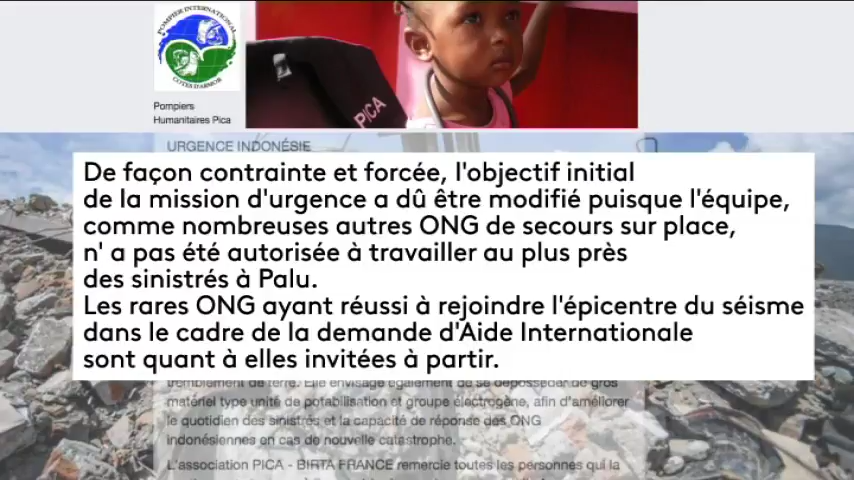 POMPIER INTERNATIONAL
COTES D'ARMOR
Pompiers
Humanitaires Pica
PICA
URGENCE INDONÉSIE
De façon contrainte et forcée, l'objectif initial
de la mission d'urgence a dû être modifié puisque l'équipe,
comme nombreuses autres ONG de secours sur place,
n' a pas été autorisée à travailler au plus près
des sinistrés à Palu.
Les rares ONG ayant réussi à rejoindre l'épicentre du séisme
dans le cadre de la demande d'Aide Internationale
sont quant à elles invitées à partir.
tremblement de terre. Elle envisage également de se déposséder de gros
matériel type unité de potabilisation et groupe électrogène, afin d'améliorer
le quotidien des sinistrés et la capacité de réponse des ONG
indonésiennes en cas de nouvelle catastrophe.
L'association PICA - BIRTA FRANCE remercie toutes les personnes qui la